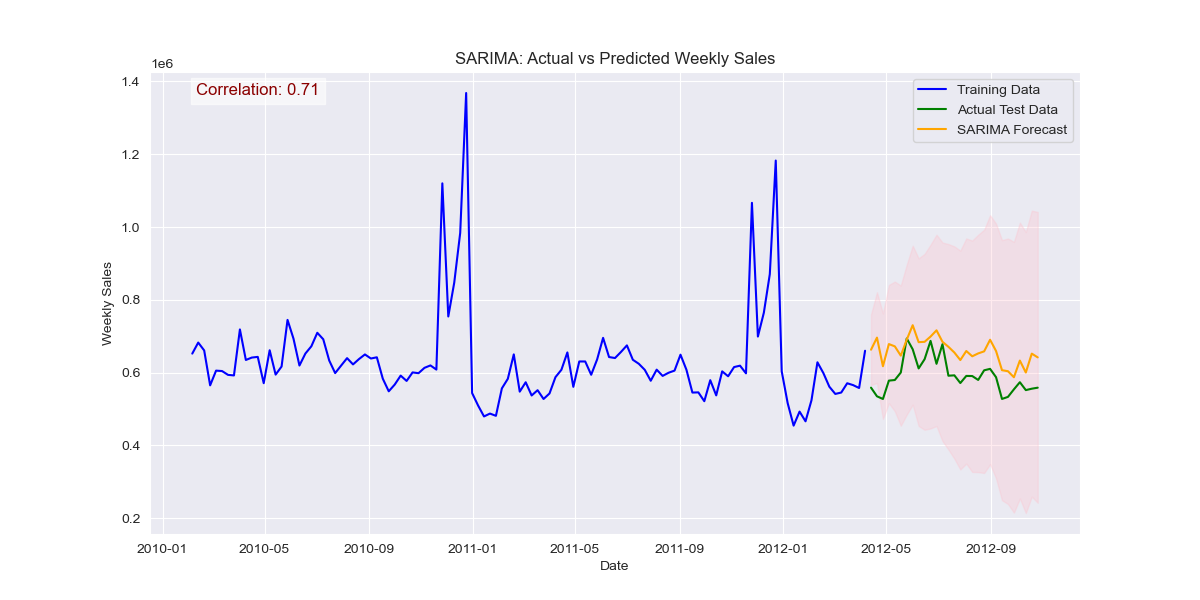 SARIMA: Actual vs Predicted Weekly Sales
1e6
Correlation: 0.71
Training Data
Actual Test Data
SARIMA Forecast
1.4
1.2
1.0
0.8
0.6
0.4
0.2
Weekly Sales
2010-01 2010-05 2010-09 2011-01 2011-05 2011-09 2012-01 2012-05 2012-09
Date